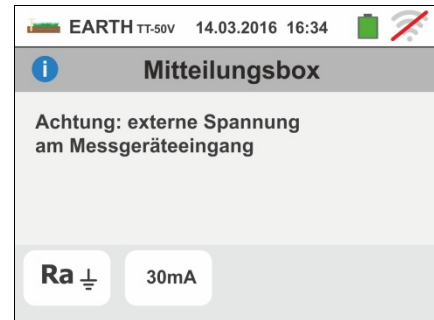 EARTH TT-50V 14.03.2016 16:34
i Mitteilungsbox
Achtung: externe Spannung
am Messgeräteeingang
Ra 30mA